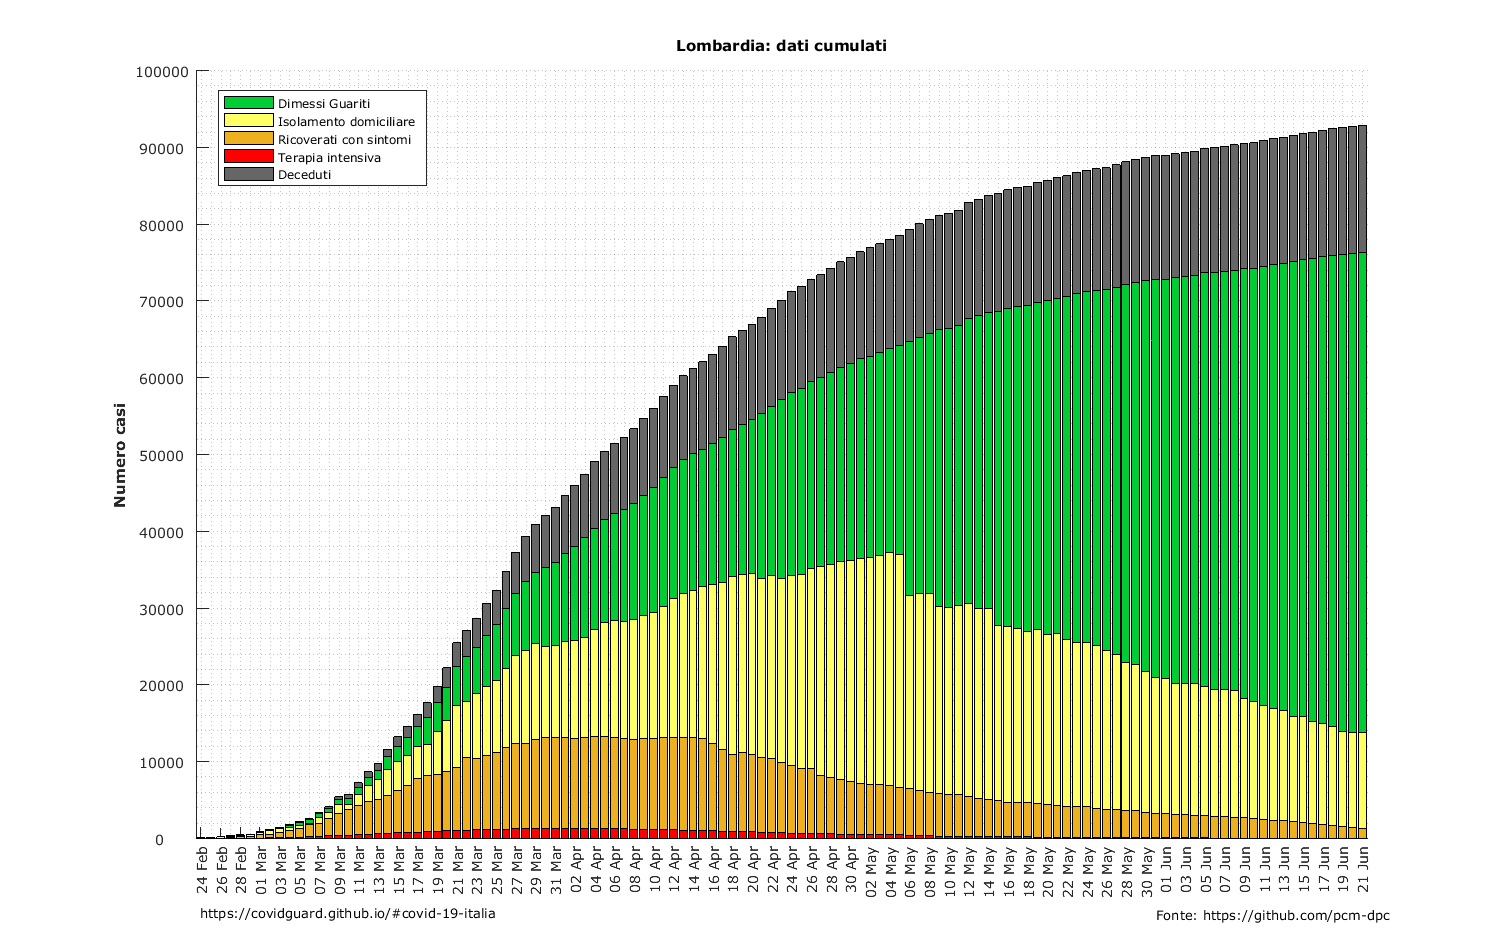 Lombardia: dati cumulati
100000
90000
80000
70000
60000
50000
40000
30000
20000
10000
0
Numero casi
Dimessi Guariti
Isolamento domiciliare
Ricoverati con sintomi
Terapia intensiva
Deceduti
24 Feb
26 Feb
28 Feb
01 Mar
03 Mar
05 Mar
07 Mar
09 Mar
11 Mar
13 Mar
15 Mar
17 Mar
19 Mar
21 Mar
23 Mar
25 Mar
27 Mar
29 Mar
31 Mar
02 Apr
04 Apr
06 Apr
08 Apr
10 Apr
12 Apr
14 Apr
16 Apr
18 Apr
20 Apr
22 Apr
24 Apr
26 Apr
28 Apr
30 Apr
02 May
04 May
06 May
08 May
10 May
12 May
14 May
16 May
18 May
20 May
22 May
24 May
26 May
28 May
30 May
01 Jun
03 Jun
05 Jun
07 Jun
09 Jun
11 Jun
13 Jun
15 Jun
17 Jun
19 Jun
21 Jun
https://covidguard.github.io/#covid-19-italia
Fonte: https://github.com/pcm-dpc